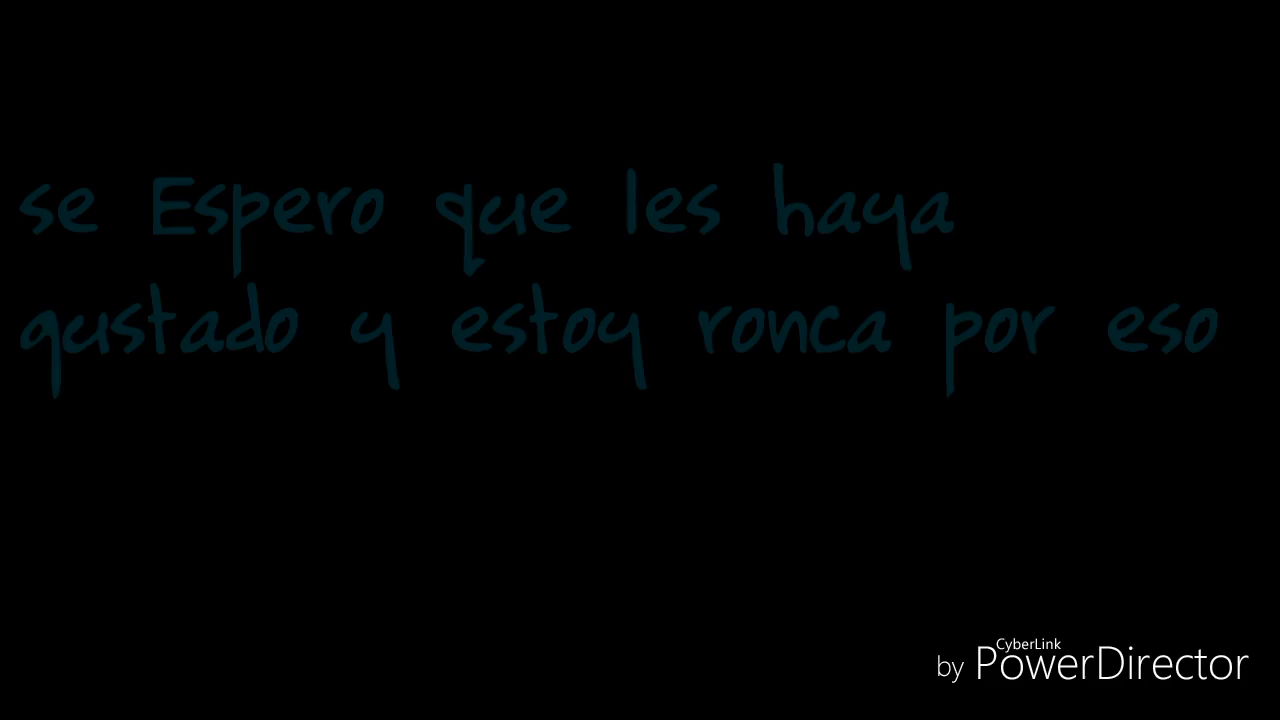 se Espero que les haya
gustado y estoy ronca por eso
CyberLink
by PowerDirector